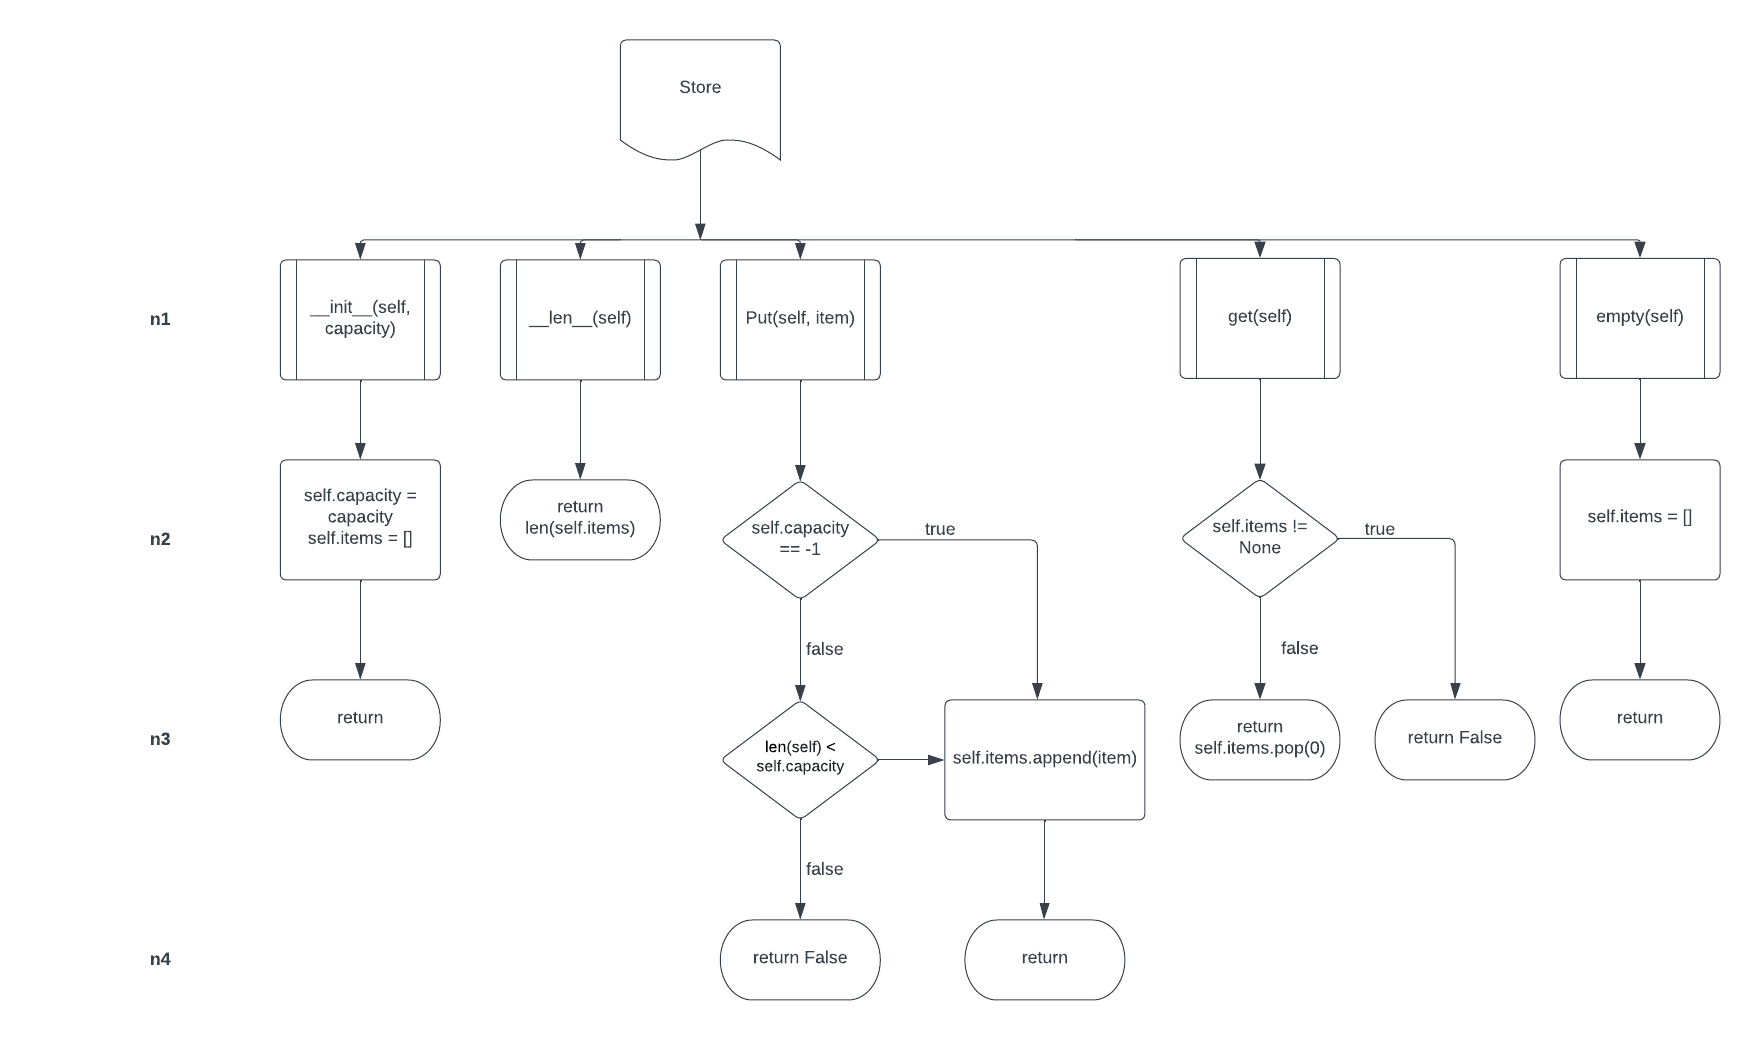 Store
n1
__init__(self,
capacity)
__len__(self)
Put(self, item)
get(self)
empty(self)
n2
self.capacity =
capacity
self.items = []
return
len(self.items)
self.capacity
== -1
true
self.items !=
None
true
self.items = []
false
false
n3
return
len(self) <
self.capacity
self.items.append(item)
return
self.items.pop(0)
return False
return
false
n4
return False
return